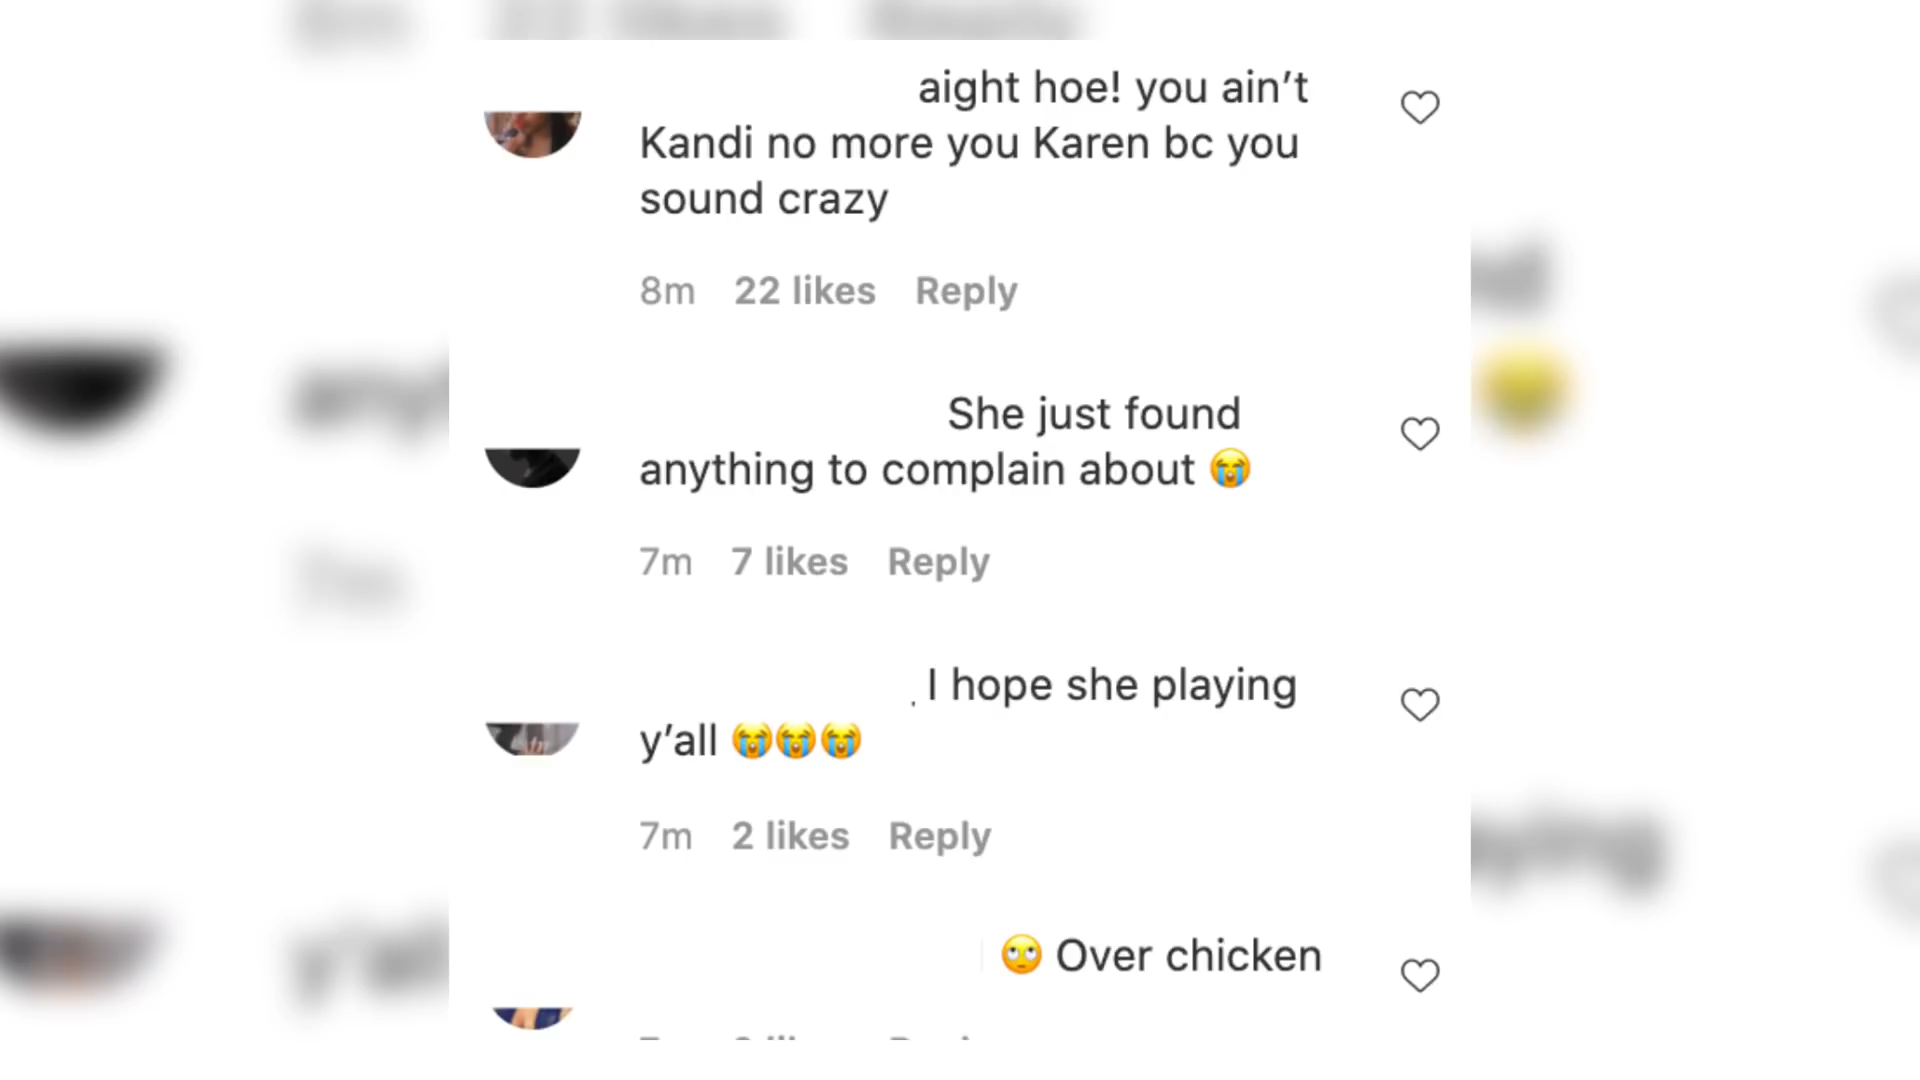 aight hoe! you ain’t
Kandi no more you Karen bc you
sound crazy
8m 22 likes Reply
She just found
anything to complain about 😭
7m 7 likes Reply
I hope she playing
y’all 😭😭😭
7m 2 likes Reply
🙄 Over chicken